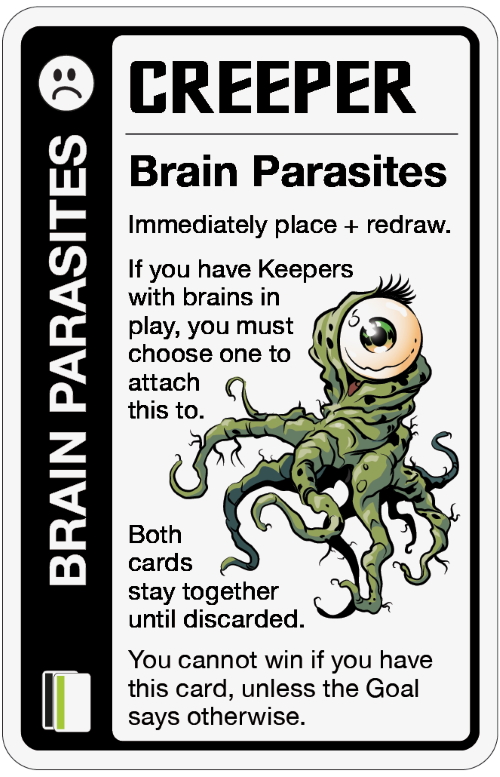 BRAIN PARASITES
CREEPER
Brain Parasites
Immediately place + redraw.
If you have Keepers
with brains in
play, you must
choose one to
attach
this to.
Both
cards
stay together
until discarded.
You cannot win if you have
this card, unless the Goal
says otherwise.